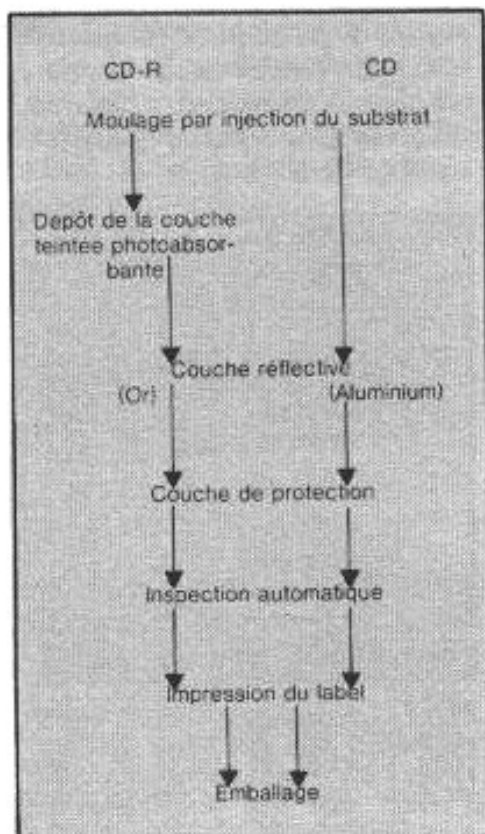 CD-R CD
Moulage par injection du substrat
Dépôt de la couche
teintée photoabsor-
bante
Couche réflective
(Or) (Aluminium)
Couche de protection
Inspection automatique
Impression du label
Emballage